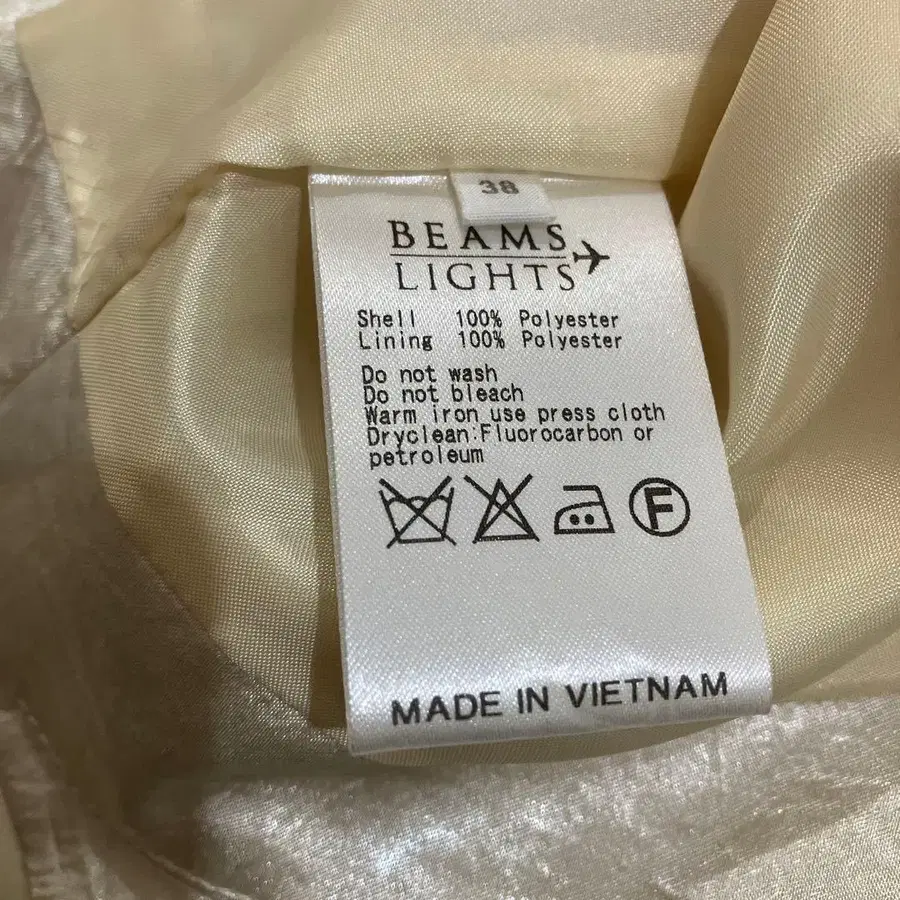 38
BEAMS
LIGHTS
Shell 100% Polyester
Lining 100% Polyester
Do not wash
Do not bleach
Warm iron use press cloth
Dryclean:Fluorocarbon or
petroleum
F
MADE IN VIETNAM